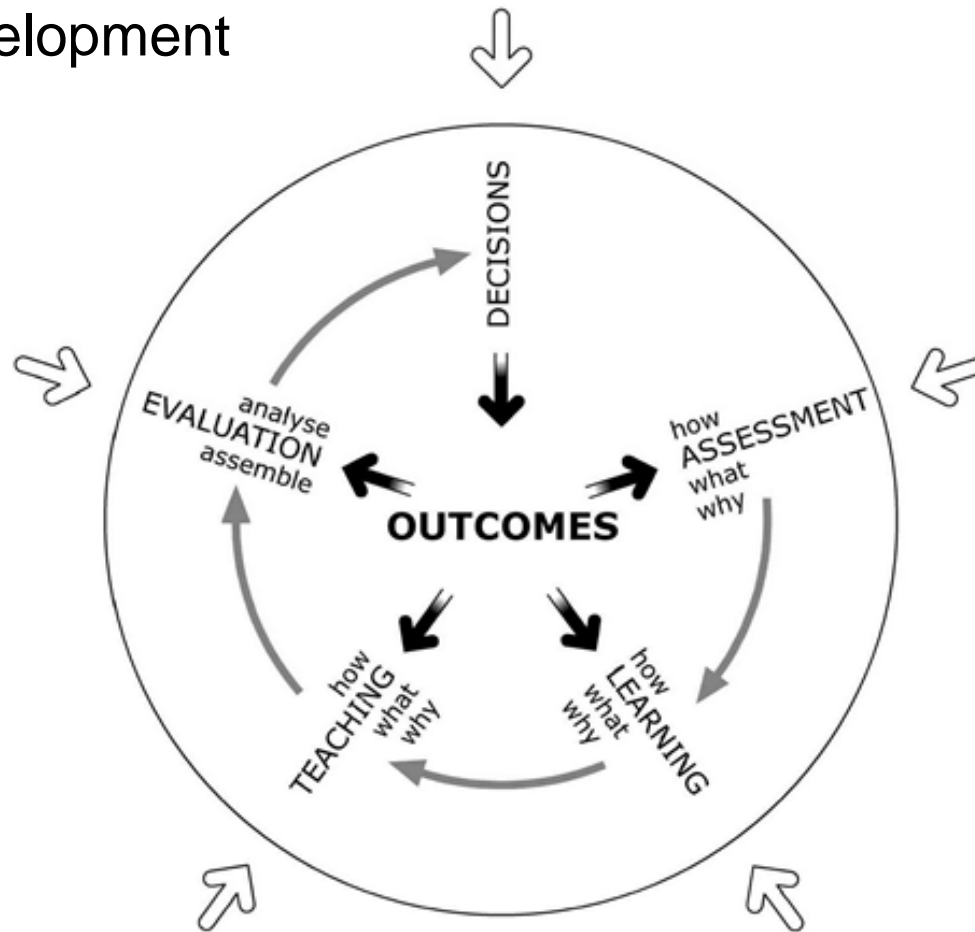 elopment
DECISIONS
how
ASSESSMENT
what
why
analyse
EVALUATION
assemble
OUTCOMES
how
TEACHING
what
why
how
LEARNING
what
why